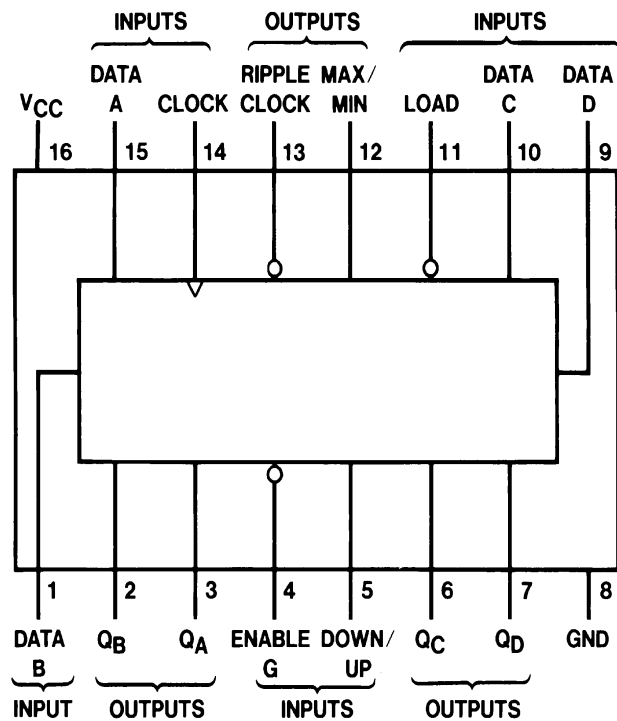 INPUTS OUTPUTS INPUTS
DATA RIPPLE MAX/ DATA DATA
VCC A CLOCK CLOCK MIN LOAD C D
16 15 14 13 12 11 10 9
1 2 3 4 5 6 7 8
DATA QB QA ENABLE DOWN/ QC QD GND
B G UP
INPUT OUTPUTS INPUTS OUTPUTS